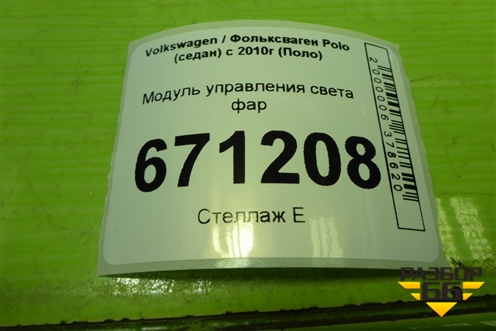 Volkswagen / Фольксваген Polo
(седан) с 2010г (Поло)
Модуль управления света
фар
671208
Стеллаж Е
2000006378620
РАЗБОР
66